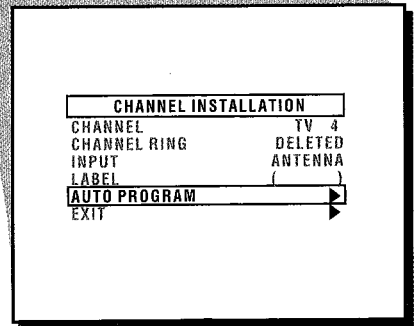 CHANNEL INSTALLATION
CHANNEL TV 4
CHANNEL RING DELETED
INPUT ANTENNA
LABEL ( )
AUTO PROGRAM ▶
EXIT ▶